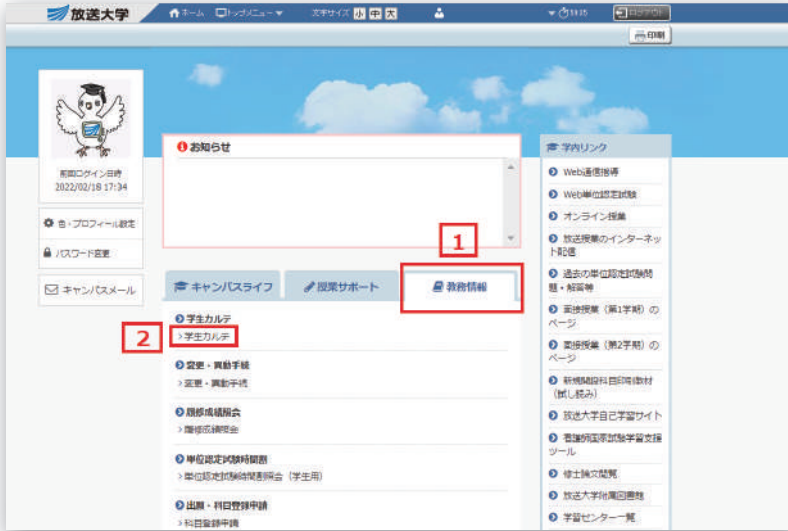 放送大学
ホーム
トップメニュー
文字サイズ 小 中 大
ログアウト
印刷
前回ログイン日時
2022/02/18 17:34
色・プロフィール設定
パスワード変更
キャンパスメール
お知らせ
1
キャンパスライフ
授業サポート
教務情報
2
学生カルテ
>学生カルテ
変更・異動手続
>変更・異動手続
履修成績照会
>履修成績照会
単位認定試験時間割
>単位認定試験時間割照会（学生用）
出願・科目登録申請
>科目登録申請
学内リンク
Web通信指導
Web単位認定試験
オンライン授業
放送授業のインターネッ
ト配信
過去の単位認定試験問
題・解答等
面接授業（第1学期）の
ページ
面接授業（第2学期）の
ページ
新規開設科目印刷教材
（試し読み）
放送大学自己学習サイト
看護師国家試験学習支援
ツール
修士論文閲覧
放送大学附属図書館
学習センター一覧